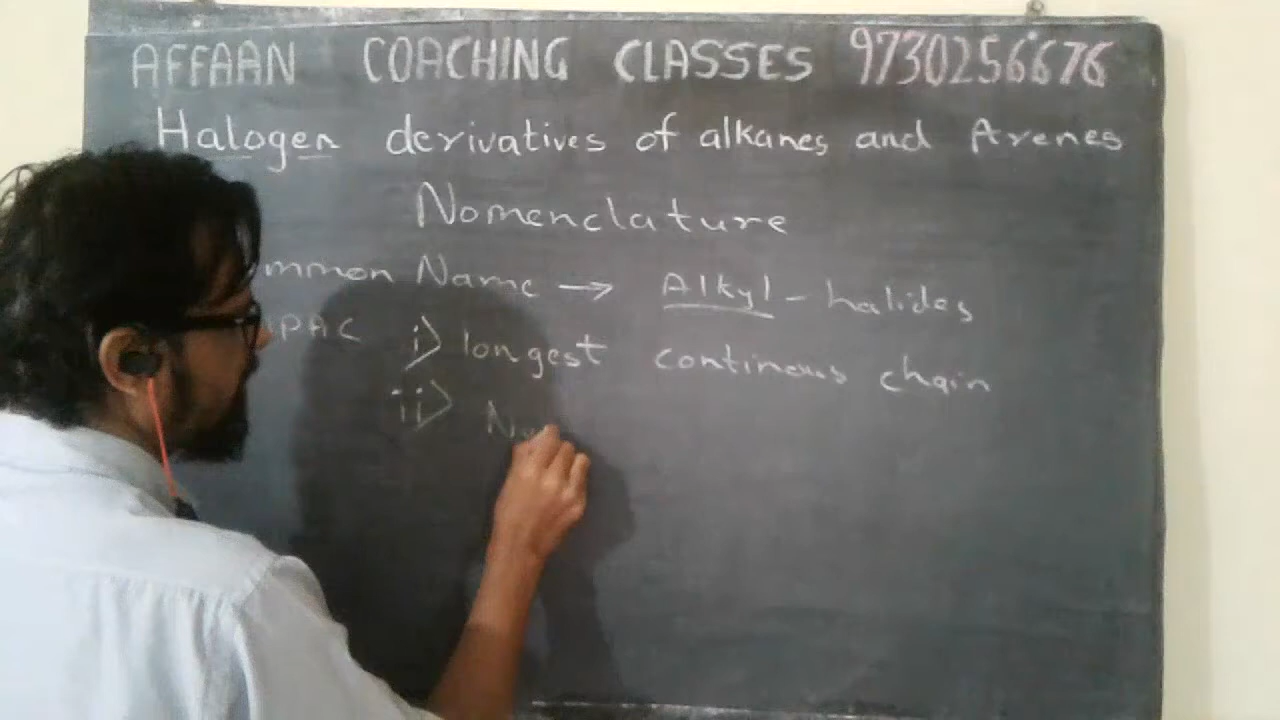 AFFAAN COACHING CLASSES 9730256676
Halogen derivatives of alkanes and Arenes
Nomenclature
mmon Name → Alkyl - halides
PAC i) longest continous chain
ii) N